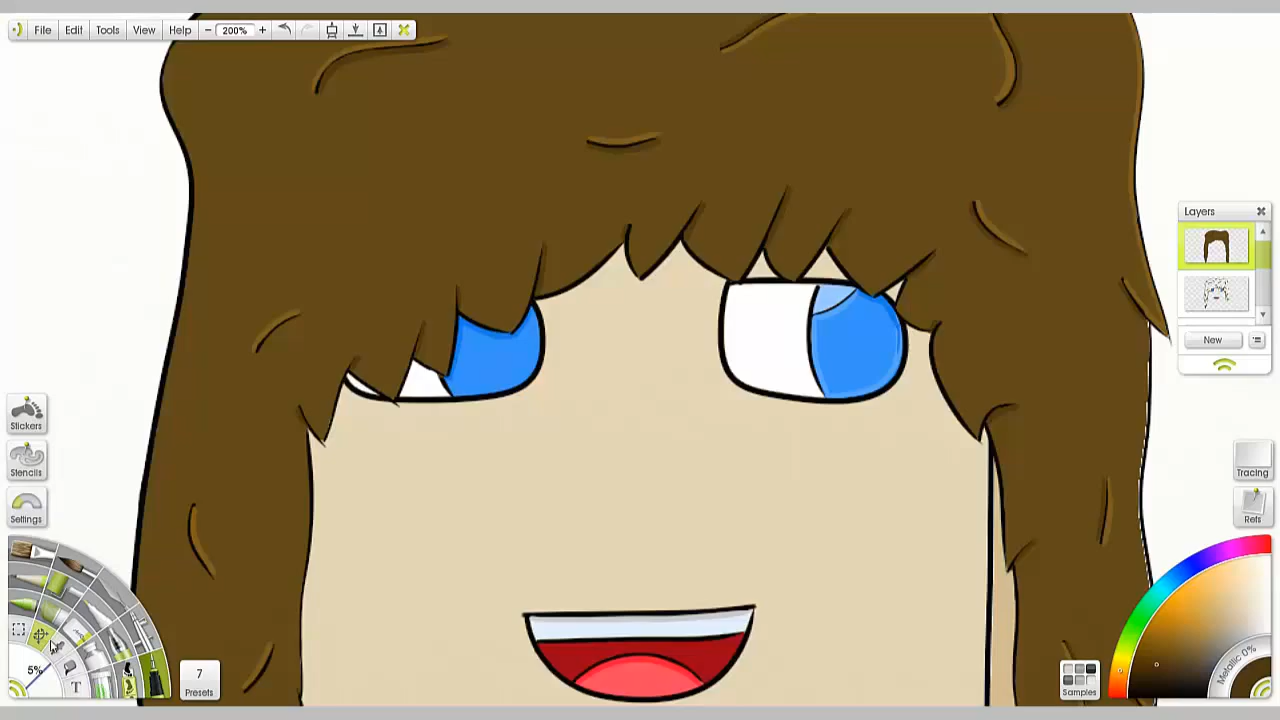 File Edit Tools View Help − 200% +
Layers
New
Stickers
Stencils
Settings
Tracing
Refs
5%
T
7
Presets
Samples
Metallic 0%